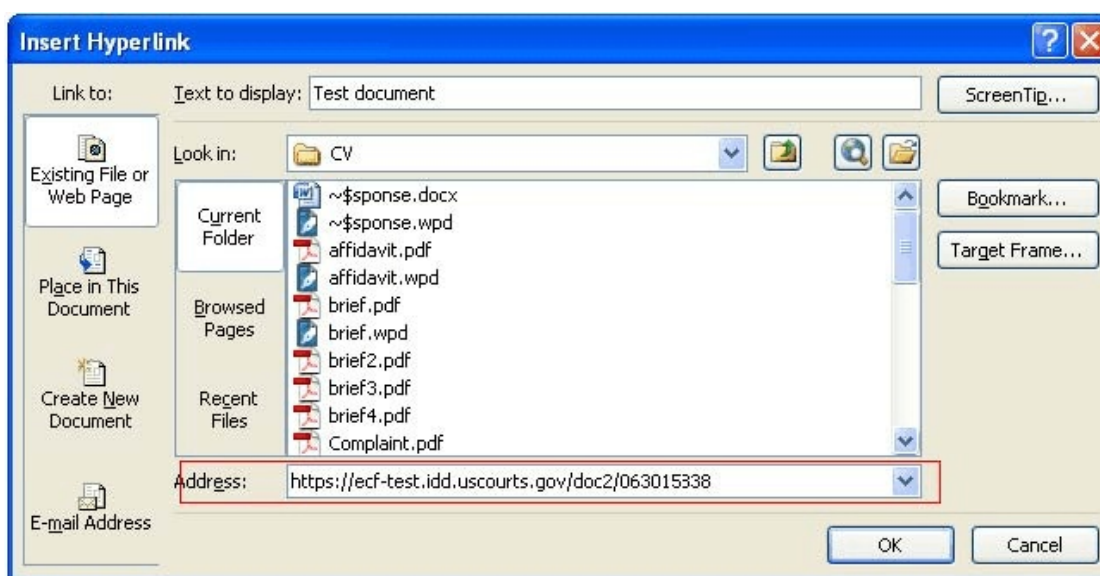 Insert Hyperlink
Link to:
Text to display: Test document
ScreenTip...
Existing File or
Web Page
Look in: CV
Current
Folder
~$sponse.docx
~$sponse.wpd
affidavit.pdf
affidavit.wpd
brief.pdf
brief.wpd
brief2.pdf
brief3.pdf
brief4.pdf
Complaint.pdf
Bookmark...
Target Frame...
Place in This
Document
Browsed
Pages
Create New
Document
Recent
Files
Address: https://ecf-test.idd.uscourts.gov/doc2/063015338
E-mail Address
OK
Cancel